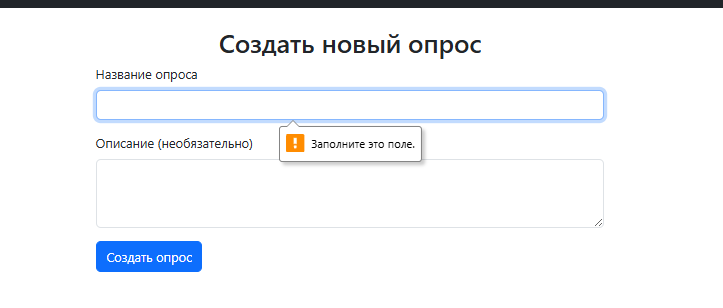 Создать новый опрос
Название опроса
Заполните это поле.
Описание (необязательно)
Создать опрос